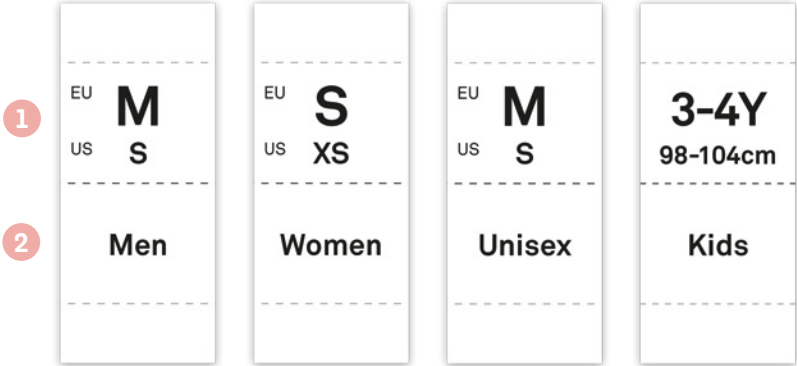 1
EU M
US S
EU S
US XS
EU M
US S
3-4Y
98-104cm
2
Men
Women
Unisex
Kids